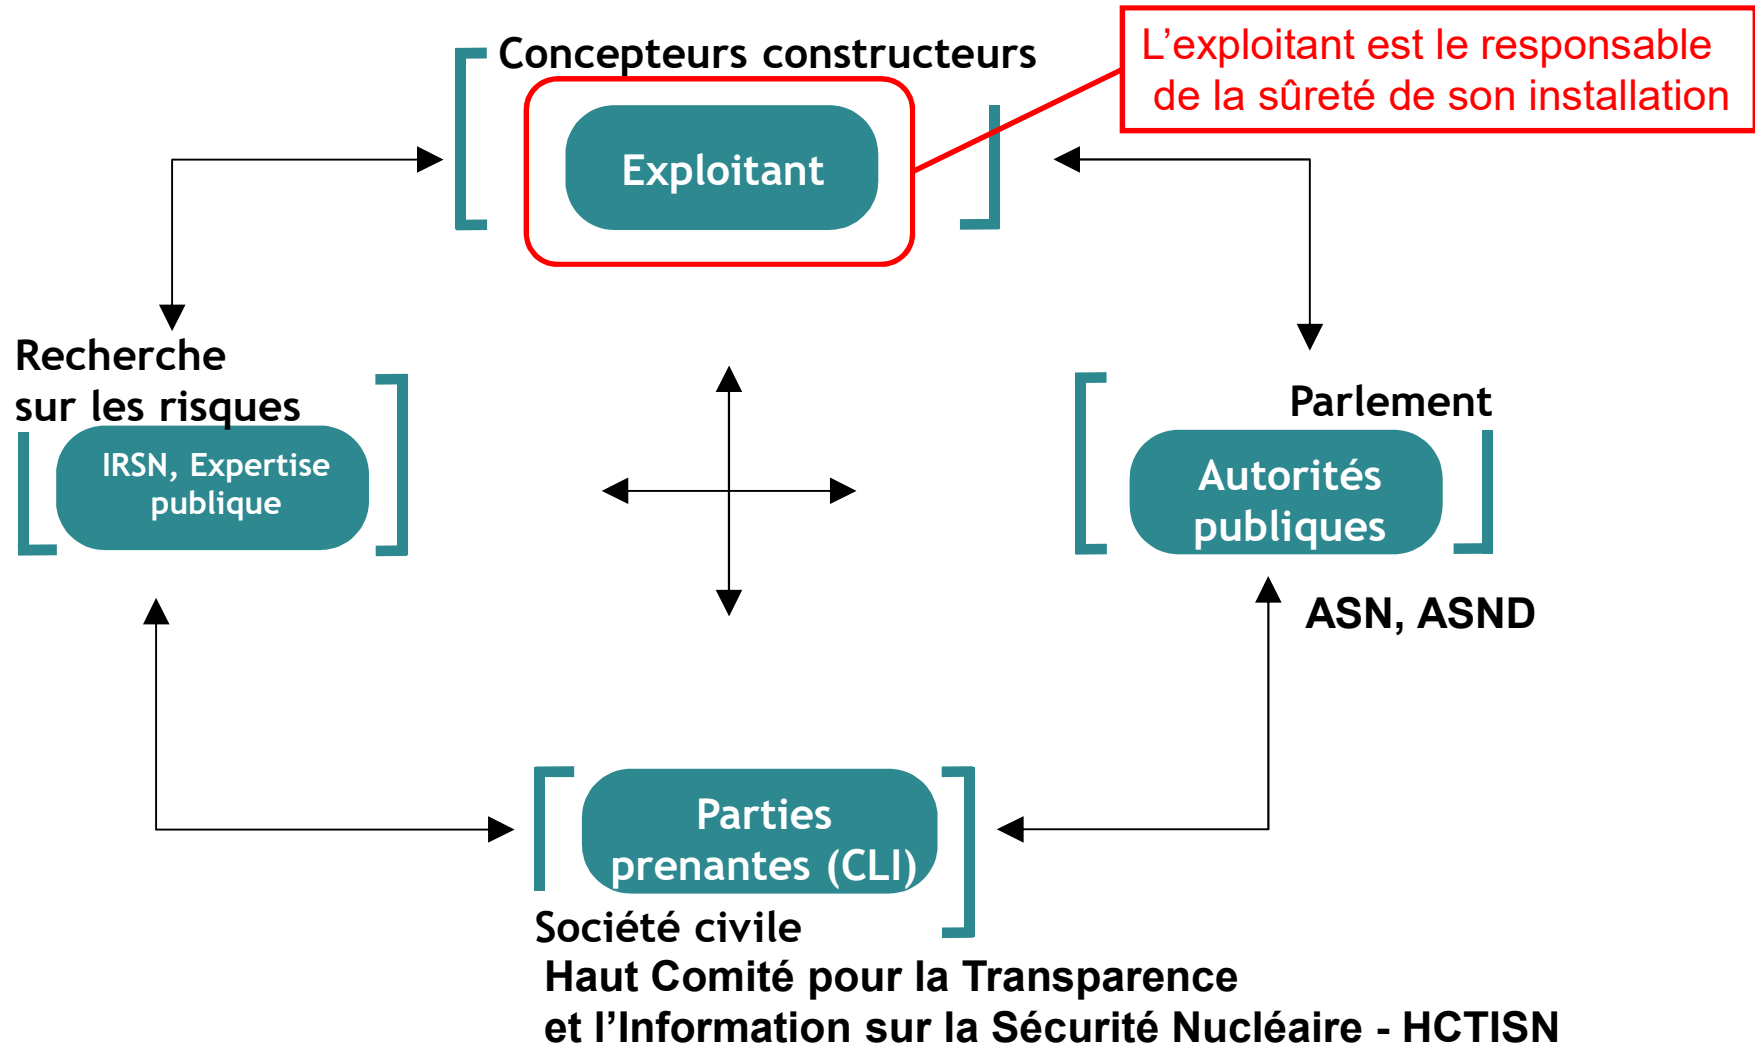 Concepteurs constructeurs
L’exploitant est le responsable
de la sûreté de son installation
Exploitant
Recherche
sur les risques
IRSN, Expertise
publique
Parlement
Autorités
publiques
ASN, ASND
Parties
prenantes (CLI)
Société civile
Haut Comité pour la Transparence
et l’Information sur la Sécurité Nucléaire - HCTISN